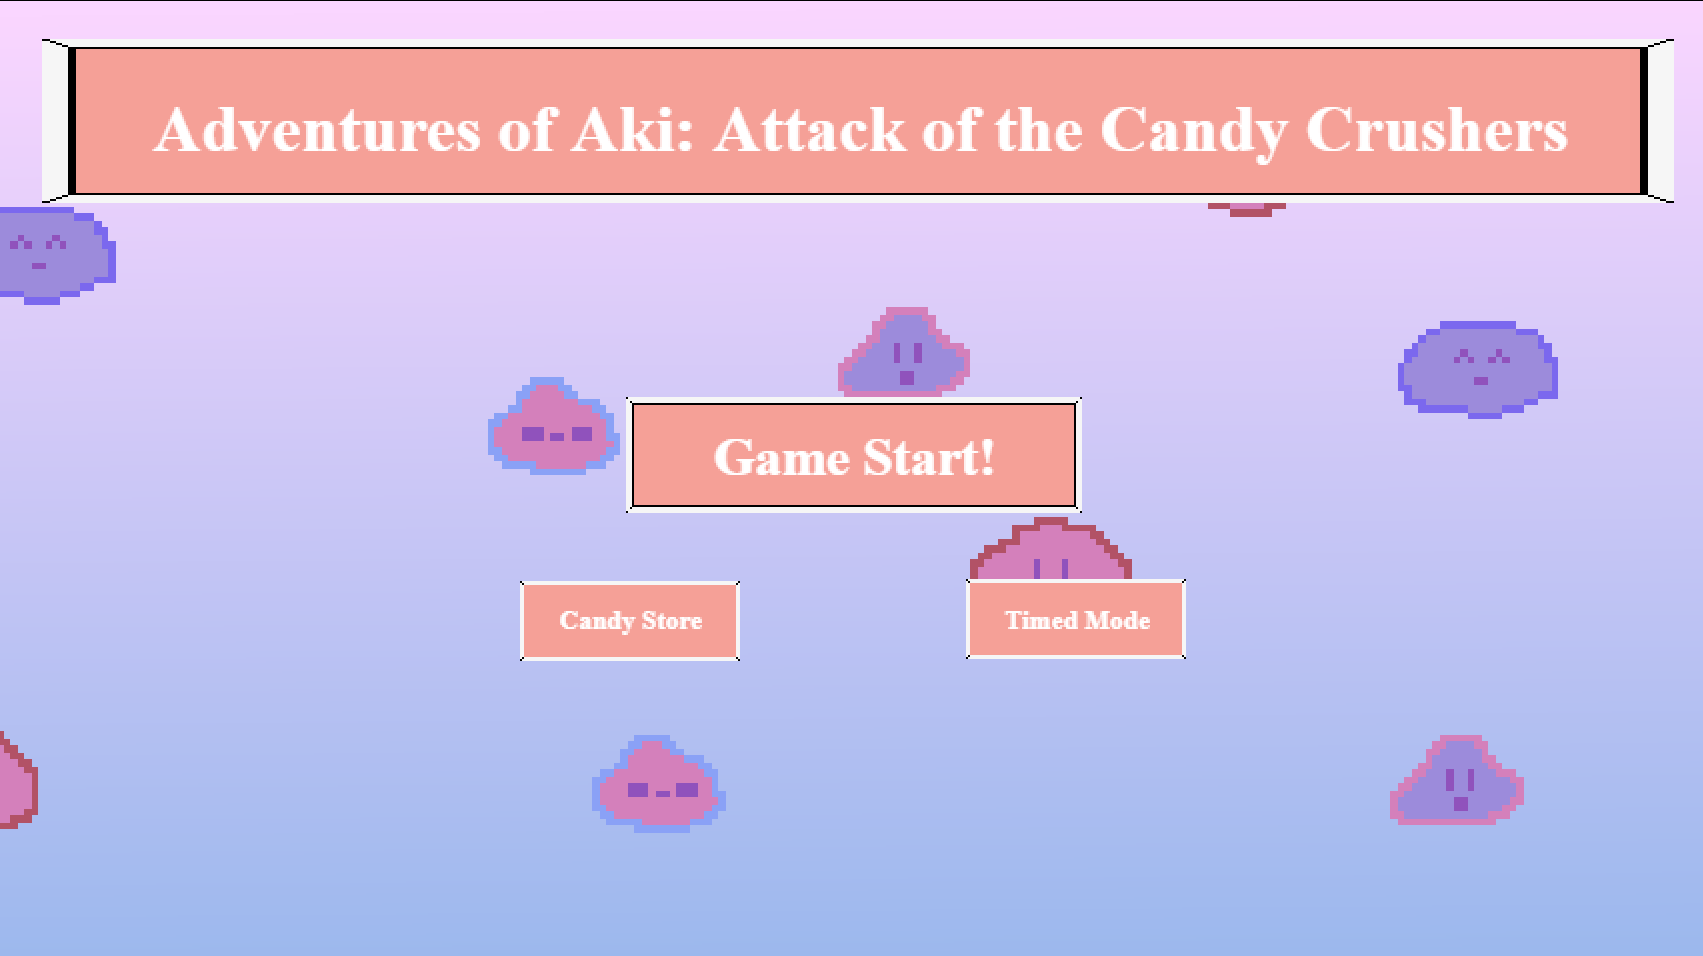 Adventures of Aki: Attack of the Candy Crushers
Game Start!
Candy Store
Timed Mode